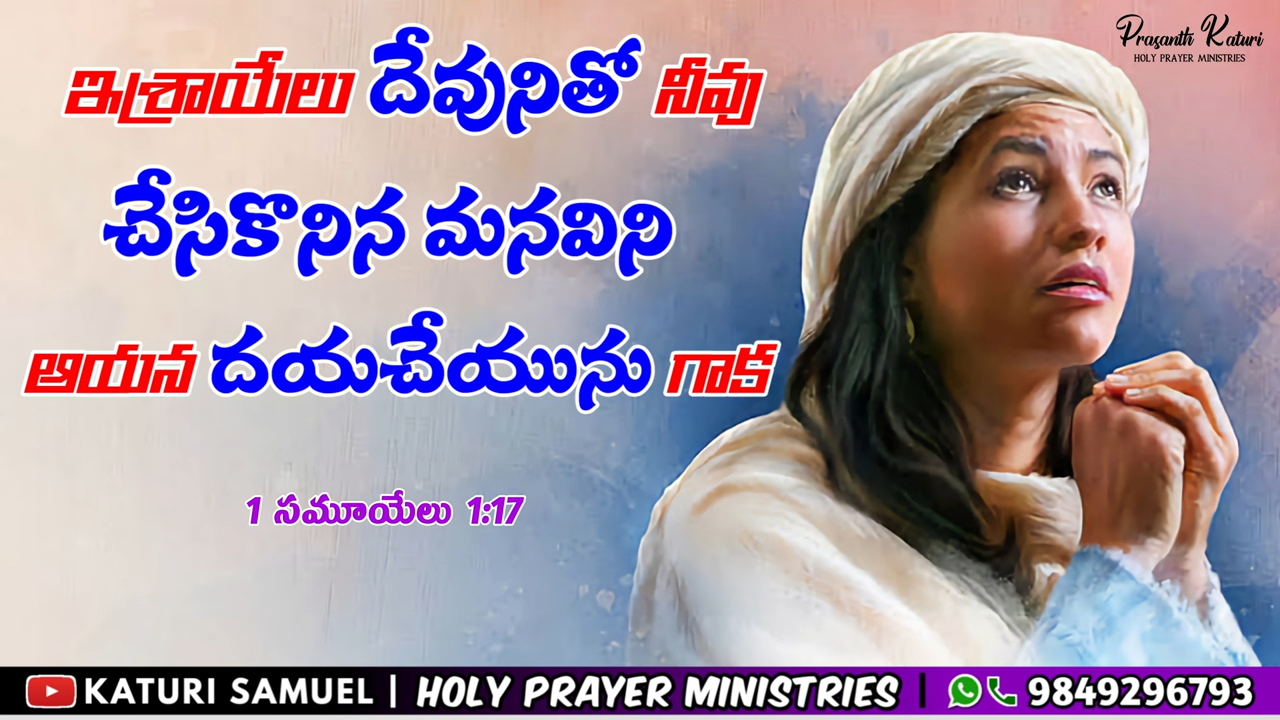 Prasanth Katuri
HOLY PRAYER MINISTRIES
ఇశ్రాయేలు దేవునితో నీవు
చేసికొనిన మనవిని
ఆయన దయచేయును గాక
1 సమూయేలు 1:17
KATURI SAMUEL | HOLY PRAYER MINISTRIES | 9849296793